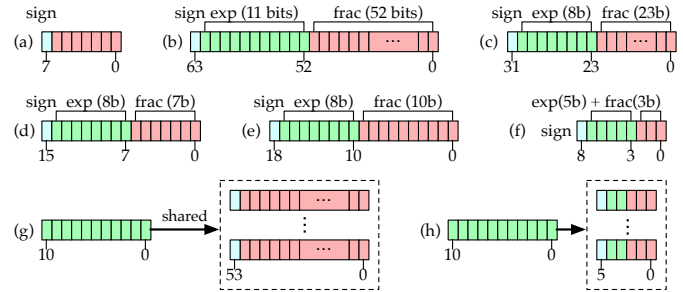 sign
(a)
7 0
sign exp (11 bits) frac (52 bits)
(b) ...
63 52 0
sign exp (8b) frac (23b)
(c) ...
31 23 0
sign exp (8b) frac (7b)
(d)
15 7 0
sign exp (8b) frac (10b)
(e)
18 10 0
exp(5b) + frac(3b)
(f) sign
8 3 0
(g)
10 0
shared
...
...
...
53 0
(h)
10 0
...
5 0